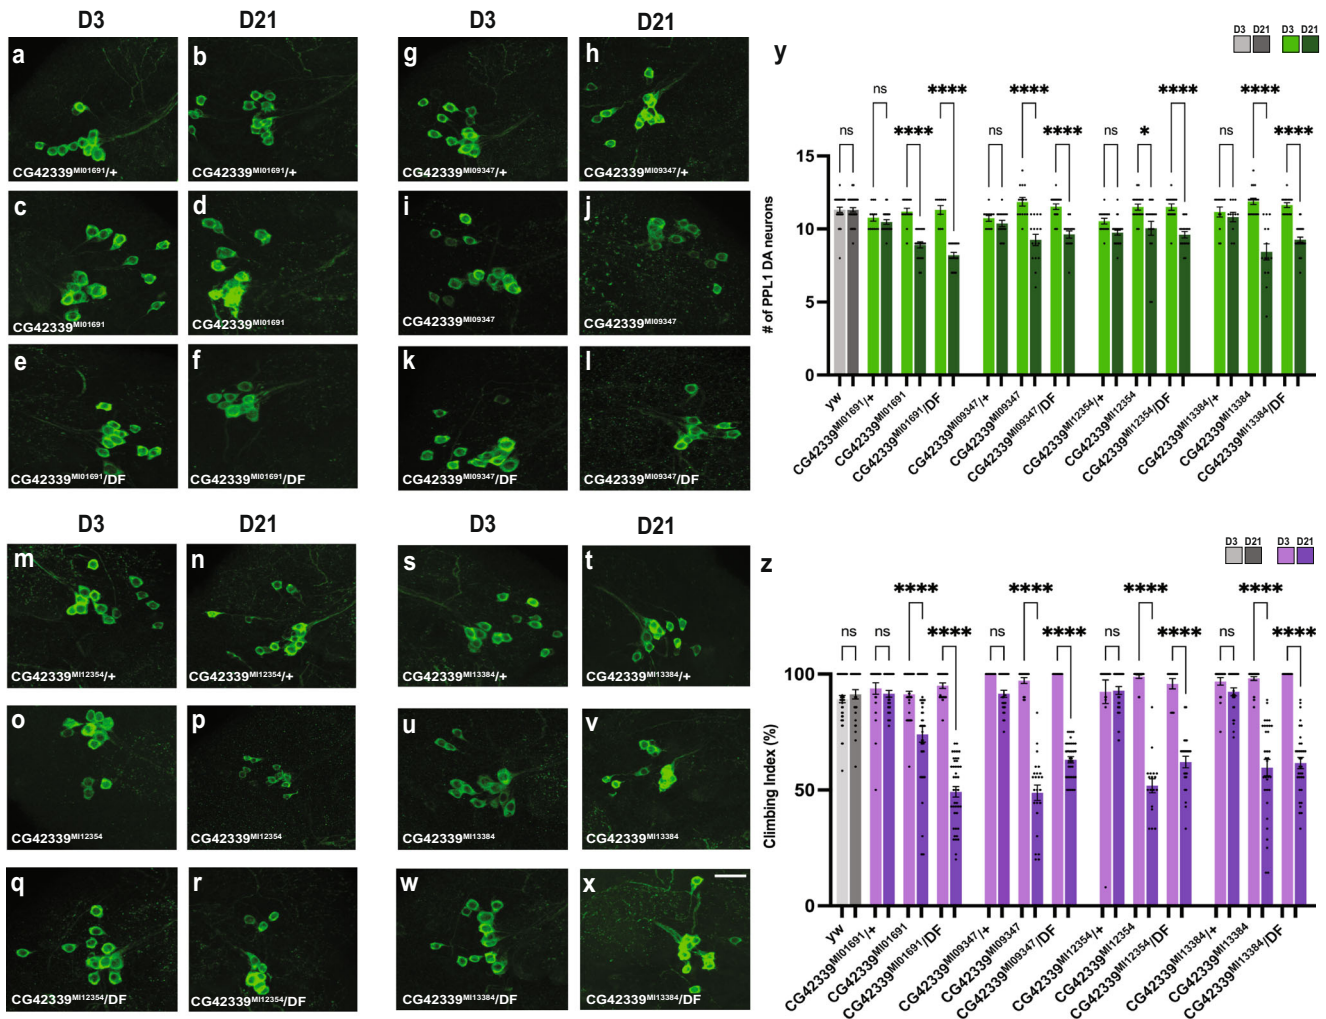 D3 D21 D3 D21
a b g h
CG42339MI01691/+ CG42339MI01691/+ CG42339MI09347/+ CG42339MI09347/+
c d i j
CG42339MI01691 CG42339MI01691 CG42339MI09347 CG42339MI09347
e f k l
CG42339MI01691/DF CG42339MI01691/DF CG42339MI09347/DF CG42339MI09347/DF
D3 D21 D3 D21
m n s t
CG42339MI12354/+ CG42339MI12354/+ CG42339MI13384/+ CG42339MI13384/+
o p u v
CG42339MI12354 CG42339MI12354 CG42339MI13384 CG42339MI13384
q r w x
CG42339MI12354/DF CG42339MI12354/DF CG42339MI13384/DF CG42339MI13384/DF
y
D3 D21 D3 D21
ns ns **** **** ns **** **** ns * **** ns **** ****
# of PPL1 DA neurons
15
10
5
0
yw
CG42339MI01691/+
CG42339MI01691
CG42339MI01691/DF
CG42339MI09347/+
CG42339MI09347
CG42339MI09347/DF
CG42339MI12354/+
CG42339MI12354
CG42339MI12354/DF
CG42339MI13384/+
CG42339MI13384
CG42339MI13384/DF
z
D3 D21 D3 D21
ns ns **** **** ns **** **** ns **** **** ns **** ****
Climbing Index (%)
100
50
0
yw
CG42339MI01691/+
CG42339MI01691
CG42339MI01691/DF
CG42339MI09347/+
CG42339MI09347
CG42339MI09347/DF
CG42339MI12354/+
CG42339MI12354
CG42339MI12354/DF
CG42339MI13384/+
CG42339MI13384
CG42339MI13384/DF